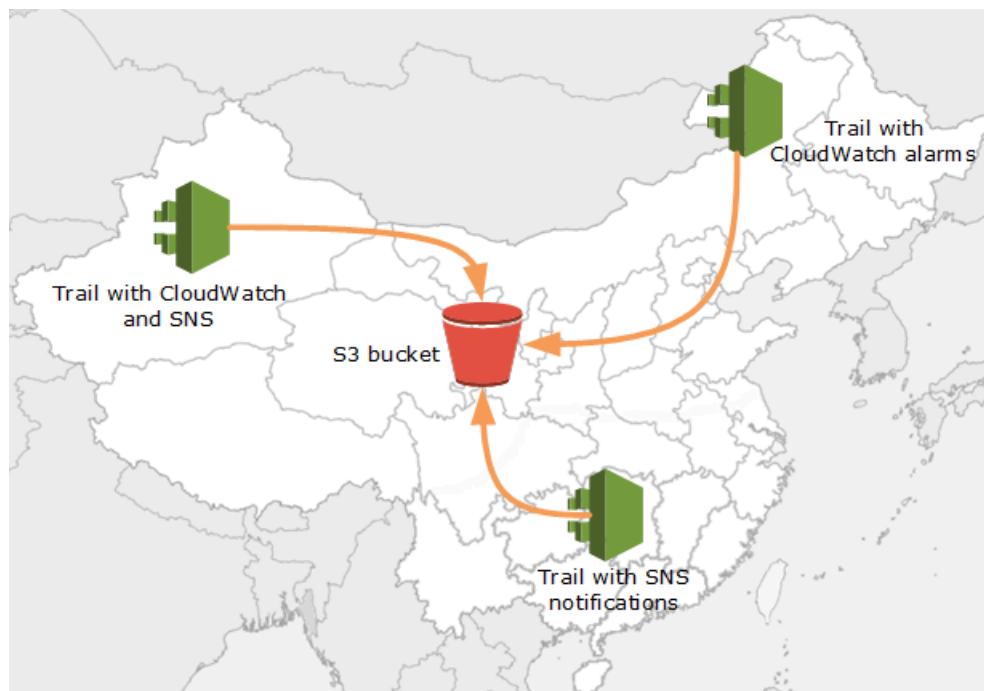 Trail with
CloudWatch alarms
Trail with CloudWatch
and SNS
S3 bucket
Trail with SNS
notifications